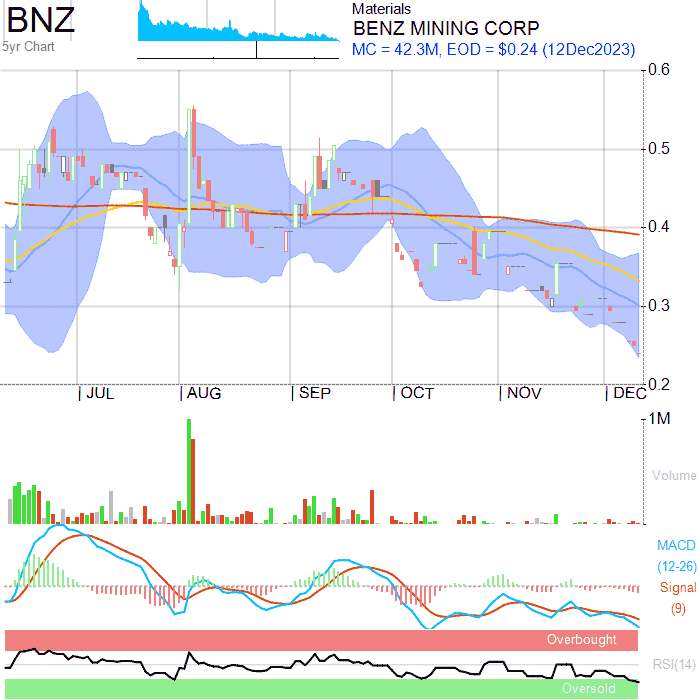 BNZ
5yr Chart
Materials
BENZ MINING CORP
MC = 42.3M, EOD = $0.24 (12Dec2023)
0.6
0.5
0.4
0.3
0.2
JUL
AUG
SEP
OCT
NOV
DEC
1M
Volume
MACD
(12-26)
Signal
(9)
Overbought
RSI(14)
Oversold